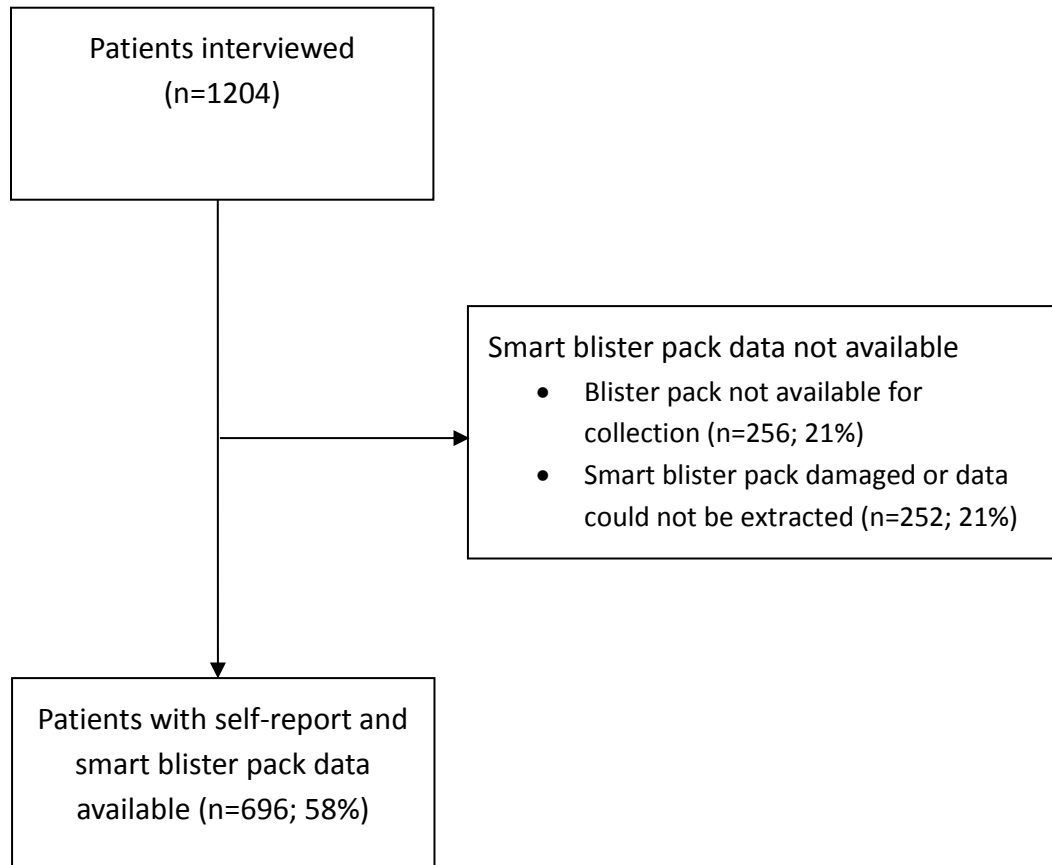 Patients interviewed
(n=1204)
Smart blister pack data not available
• Blister pack not available for
collection (n=256; 21%)
• Smart blister pack damaged or data
could not be extracted (n=252; 21%)
Patients with self-report and
smart blister pack data
available (n=696; 58%)